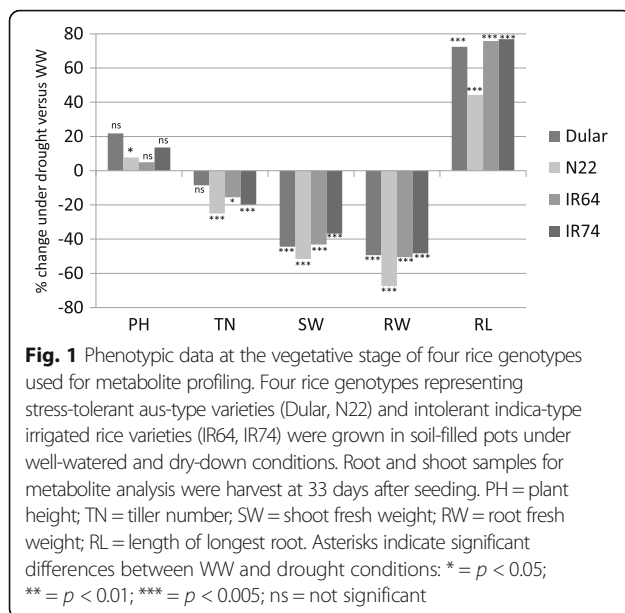 80
60
40
20
0
-20
-40
-60
-80
% change under drought versus WW
ns
*
ns
ns
ns
***
*
***
***
***
***
***
***
***
***
***
***
***
***
***
PH TN SW RW RL
Dular
N22
IR64
IR74
Fig. 1 Phenotypic data at the vegetative stage of four rice genotypes
used for metabolite profiling. Four rice genotypes representing
stress-tolerant aus-type varieties (Dular, N22) and intolerant indica-type
irrigated rice varieties (IR64, IR74) were grown in soil-filled pots under
well-watered and dry-down conditions. Root and shoot samples for
metabolite analysis were harvest at 33 days after seeding. PH = plant
height; TN = tiller number; SW = shoot fresh weight; RW = root fresh
weight; RL = length of longest root. Asterisks indicate significant
differences between WW and drought conditions: * = p < 0.05;
** = p < 0.01; *** = p < 0.005; ns = not significant